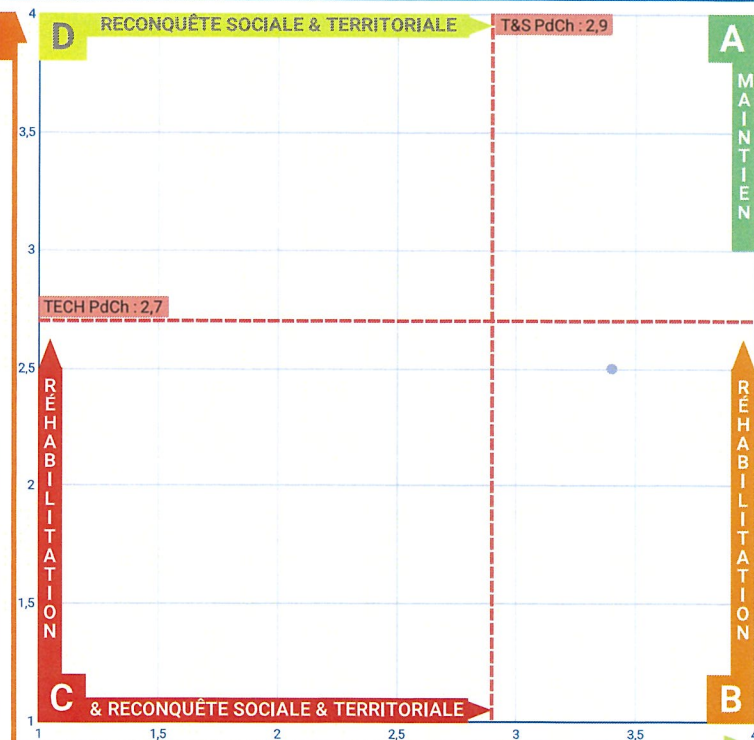 4
D
RECONQUÊTE SOCIALE & TERRITORIALE
T&S PdCh : 2,9
A
MAINTIEN
3,5
3
TECH PdCh : 2,7
2,5
RÉHABILITATION
RÉHABILITATION
2
1,5
C
& RECONQUÊTE SOCIALE & TERRITORIALE
B
1
1
1,5
2
2,5
3
3,5
4